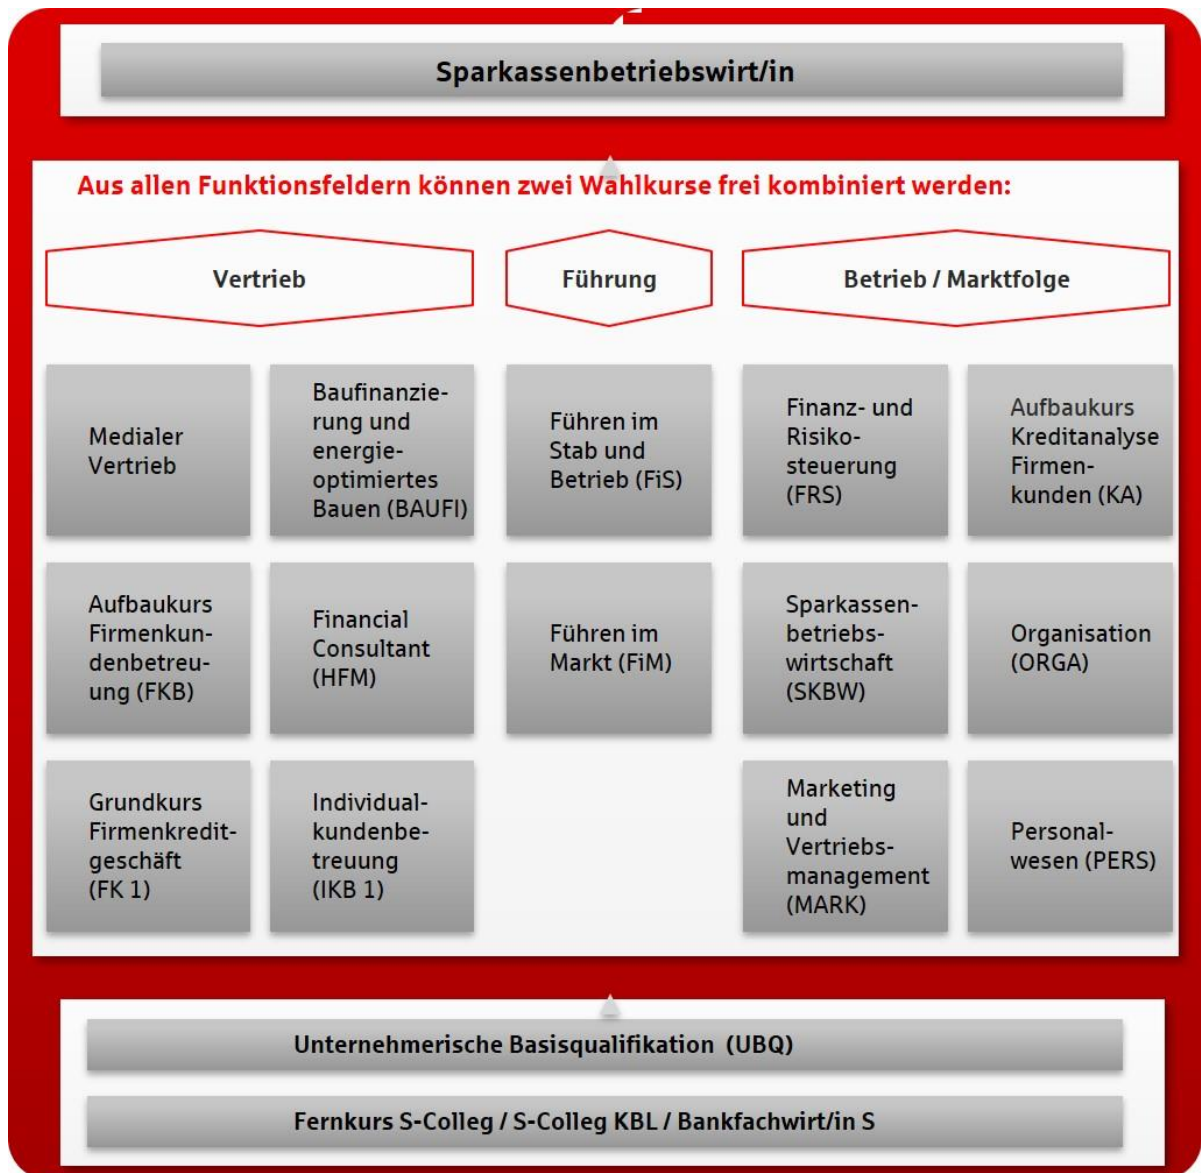 Sparkassenbetriebswirt/in
Aus allen Funktionsfeldern können zwei Wahlkurse frei kombiniert werden:
Vertrieb
Führung
Betrieb / Marktfolge
Medialer
Vertrieb
Baufinanzie-
rung und
energie-
optimiertes
Bauen (BAUFI)
Führen im
Stab und
Betrieb (FiS)
Finanz- und
Risiko-
steuerung
(FRS)
Aufbaukurs
Kreditanalyse
Firmen-
kunden (KA)
Aufbaukurs
Firmenkun-
denbetreu-
ung (FKB)
Financial
Consultant
(HFM)
Führen im
Markt (FiM)
Sparkassen-
betriebs-
wirtschaft
(SKBW)
Organisation
(ORGA)
Grundkurs
Firmenkredit-
geschäft
(FK 1)
Individual-
kundenbe-
treuung
(IKB 1)
Marketing
und
Vertriebs-
management
(MARK)
Personal-
wesen (PERS)
Unternehmerische Basisqualifikation (UBQ)
Fernkurs S-Colleg / S-Colleg KBL / Bankfachwirt/in S